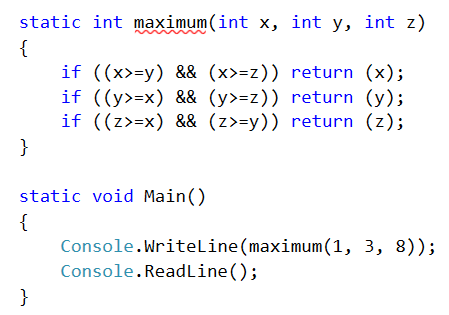 static int maximum(int x, int y, int z)
{
    if ((x>=y) && (x>=z)) return (x);
    if ((y>=x) && (y>=z)) return (y);
    if ((z>=x) && (z>=y)) return (z);
}

static void Main()
{
    Console.WriteLine(maximum(1, 3, 8));
    Console.ReadLine();
}